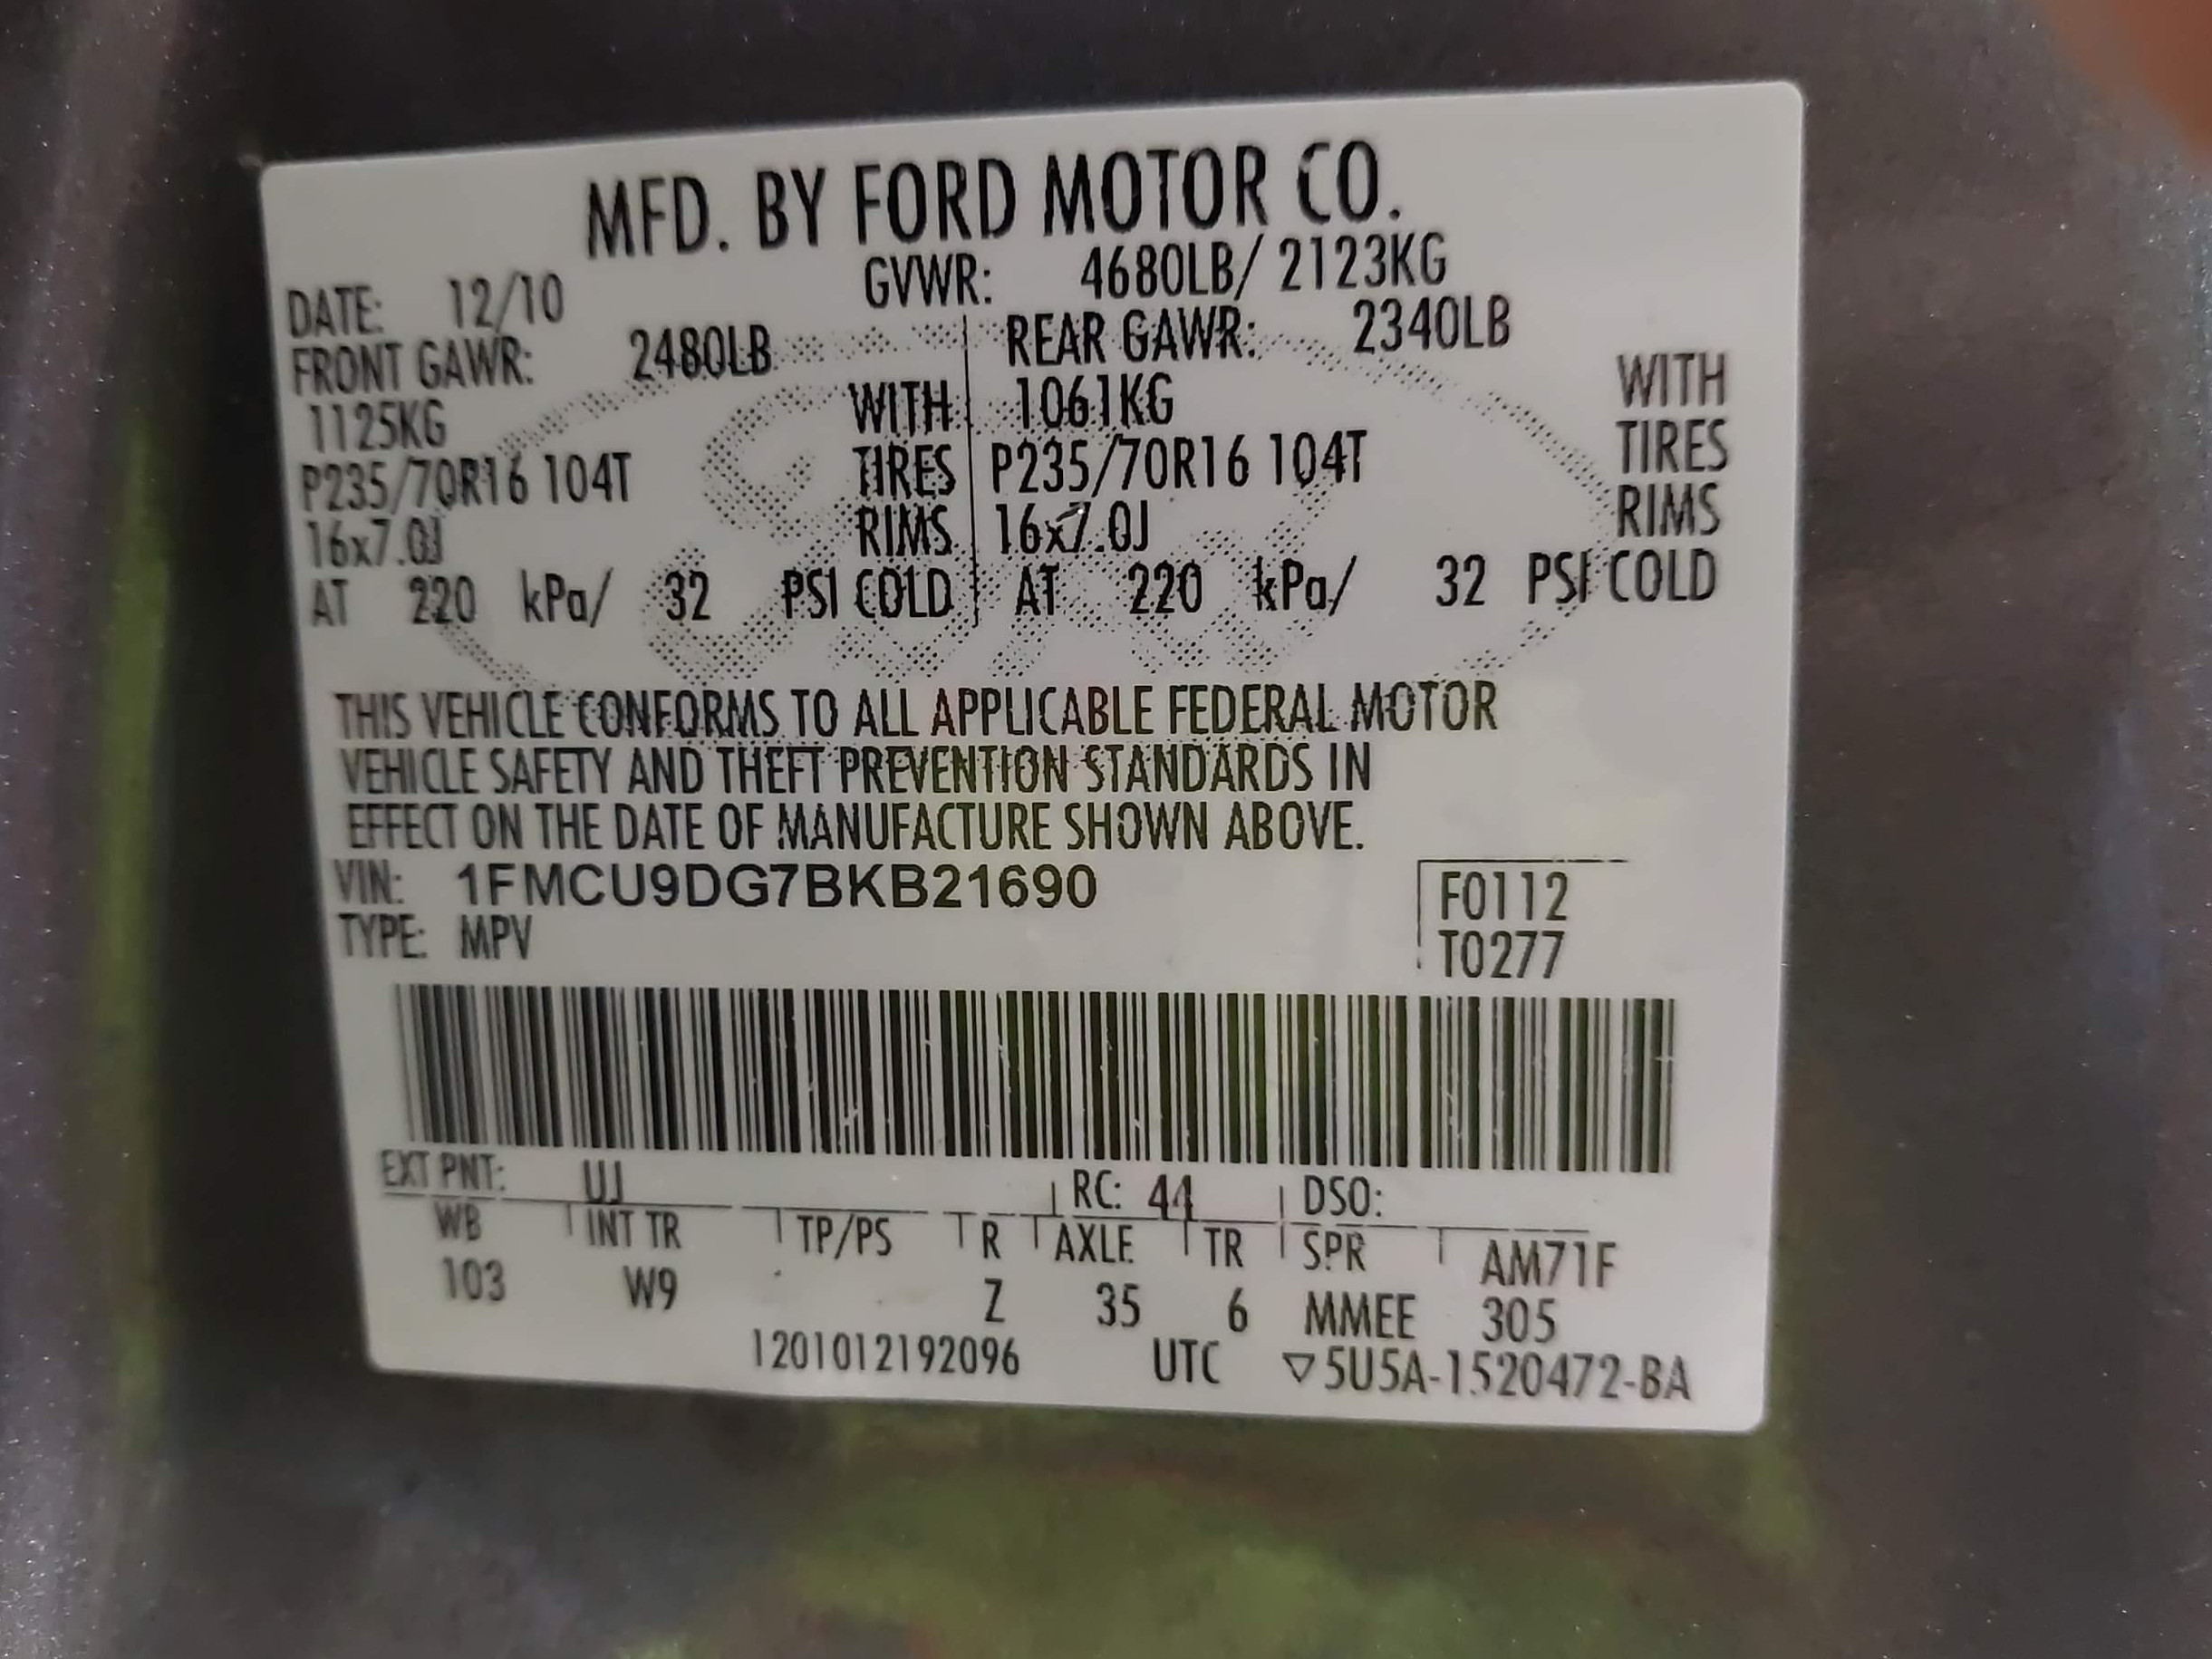 MFD. BY FORD MOTOR CO.
DATE: 12/10 GVWR: 4680LB/ 2123KG
FRONT GAWR: 2480LB REAR GAWR: 2340LB
1125KG WITH 1061KG WITH
P235/70R16 104T TIRES P235/70R16 104T TIRES
16x7.0J RIMS 16x7.0J RIMS
AT 220 kPa/ 32 PSI COLD AT 220 kPa/ 32 PSI COLD
THIS VEHICLE CONFORMS TO ALL APPLICABLE FEDERAL MOTOR
VEHICLE SAFETY AND THEFT PREVENTION STANDARDS IN
EFFECT ON THE DATE OF MANUFACTURE SHOWN ABOVE.
VIN: 1FMCU9DG7BKB21690 F0112
TYPE: MPV T0277
EXT PNT: UJ RC: 44 DSO:
WB INT TR TP/PS R AXLE TR SPR AM71F
103 W9 Z 35 6 MMEE 305
1201012192096 UTC ▽5U5A-1520472-BA